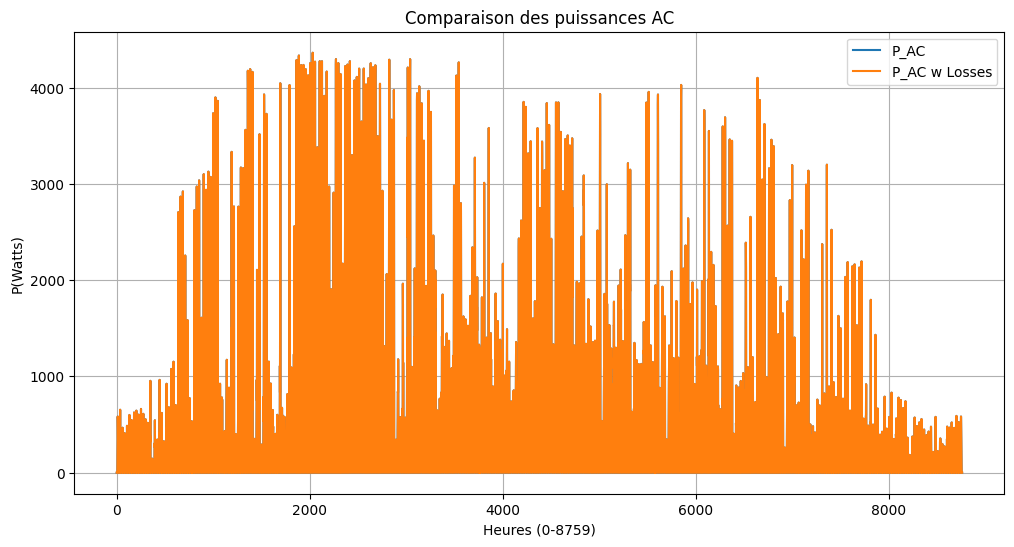 Comparaison des puissances AC
P_AC
P_AC w Losses
P(Watts)
4000
3000
2000
1000
0
0
2000
4000
6000
8000
Heures (0-8759)